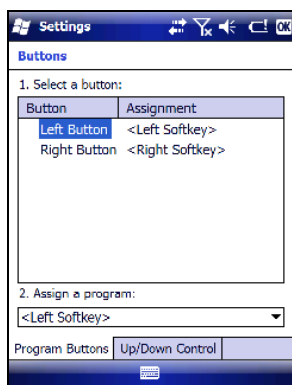 Settings
OK
Buttons
1. Select a button:
Button Assignment
Left Button <Left Softkey>
Right Button <Right Softkey>
2. Assign a program:
<Left Softkey>
Program Buttons Up/Down Control